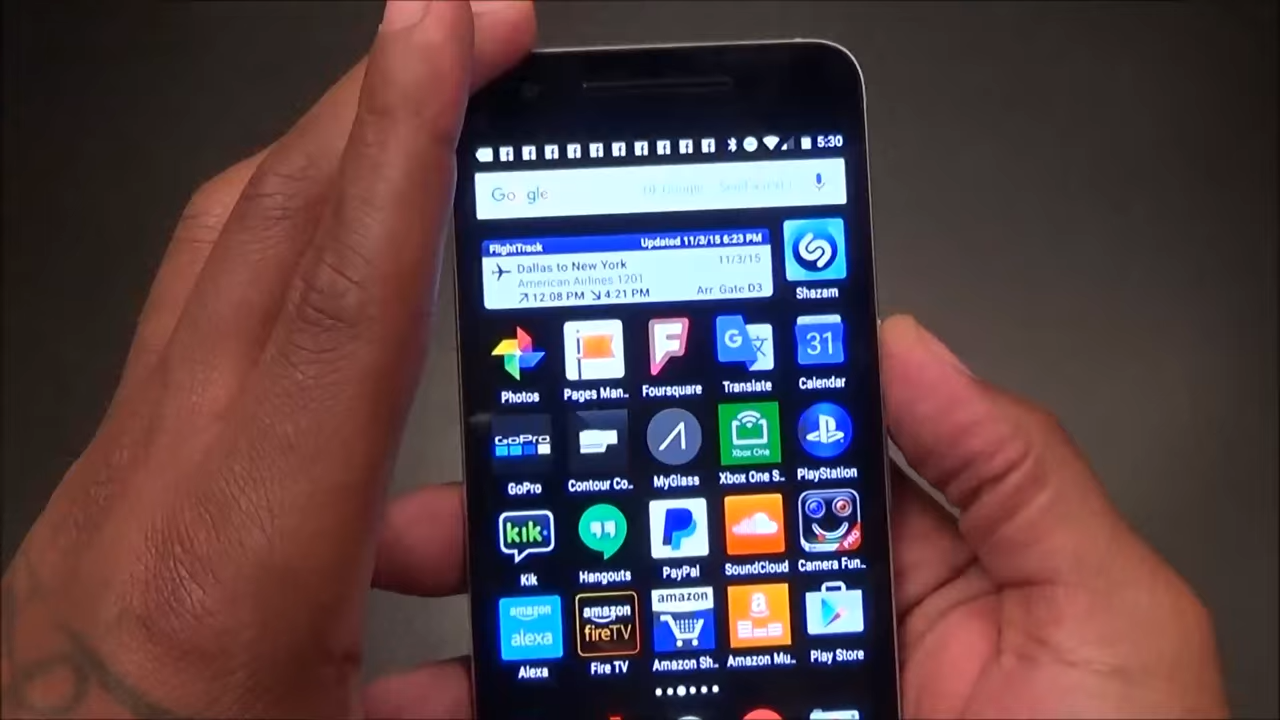 5:30
Google
FlightTrack Updated 11/3/15 6:23 PM
Dallas to New York 11/3/15
American Airlines 1201
12:08 PM 4:21 PM Arr. Gate D3
Shazam
G
31
Photos Pages Man.. Foursquare Translate Calendar
GoPro
Xbox One
GoPro Contour Co.. MyGlass Xbox One S.. PlayStation
kik
PRO
Kik Hangouts PayPal SoundCloud Camera Fun..
amazon alexa
amazon fireTV
amazon
a
Alexa Fire TV Amazon Sh.. Amazon Mu.. Play Store